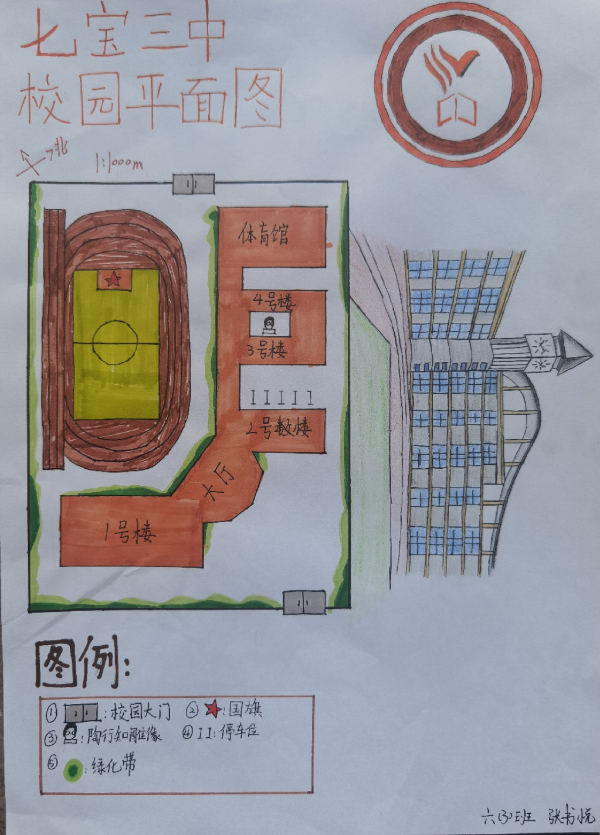 七宝三中
校园平面图
北
1:1000m
体育馆
4号楼
3号楼
2号教楼
大厅
1号楼
图例:
① :校园大门 ② :国旗
③ :陶行知雕像 ④ :停车位
⑤ :绿化带
六(3)班 张书悦